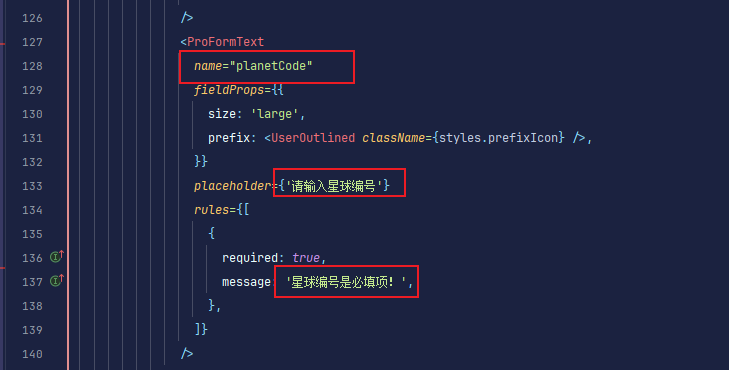 126 />
127 <ProFormText
128 name="planetCode"
129 fieldProps={{
130 size: 'large',
131 prefix: <UserOutlined className={styles.prefixIcon} />,
132 }}
133 placeholder={'请输入星球编号'}
134 rules={[
135 {
136 required: true,
137 message: '星球编号是必填项！',
138 },
139 ]}
140 />